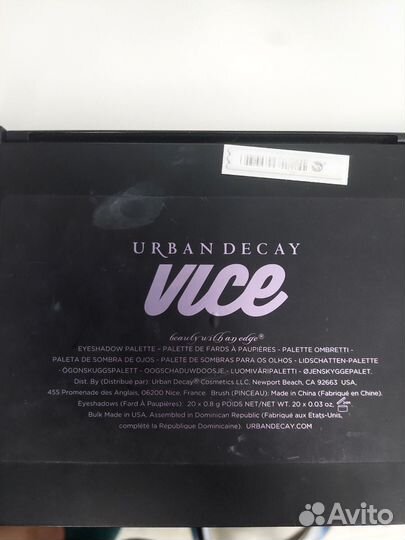 URBAN DECAY
VICE
beauty with an edge®
EYESHADOW PALETTE - PALETTE DE FARDS À PAUPIÈRES - PALETTE OMBRETTI -
PALETA DE SOMBRA DE OJOS - PALETE DE SOMBRAS PARA OS OLHOS - LIDSCHATTEN-PALETTE
- ÖGONSKUGGSPALETT - OOGSCHADUWDOOSJE - LUOMIVÄRIPALETTI - ØJENSKYGGEPALET.
Dist. By (Distribué par): Urban Decay® Cosmetics LLC, Newport Beach, CA 92663 USA.
455 Promenade des Anglais, 06200 Nice, France Brush (PINCEAU): Made in China (Fabriqué en Chine).
Eyeshadows (Fard À Paupières): 20 x 0.8 g POIDS NET/NET WT. 20 x 0.03 oz.
Bulk Made in USA. Assembled in Dominican Republic (Fabriqué aux Etats-Unis,
complété la République Dominicaine). URBANDECAY.COM
Avito